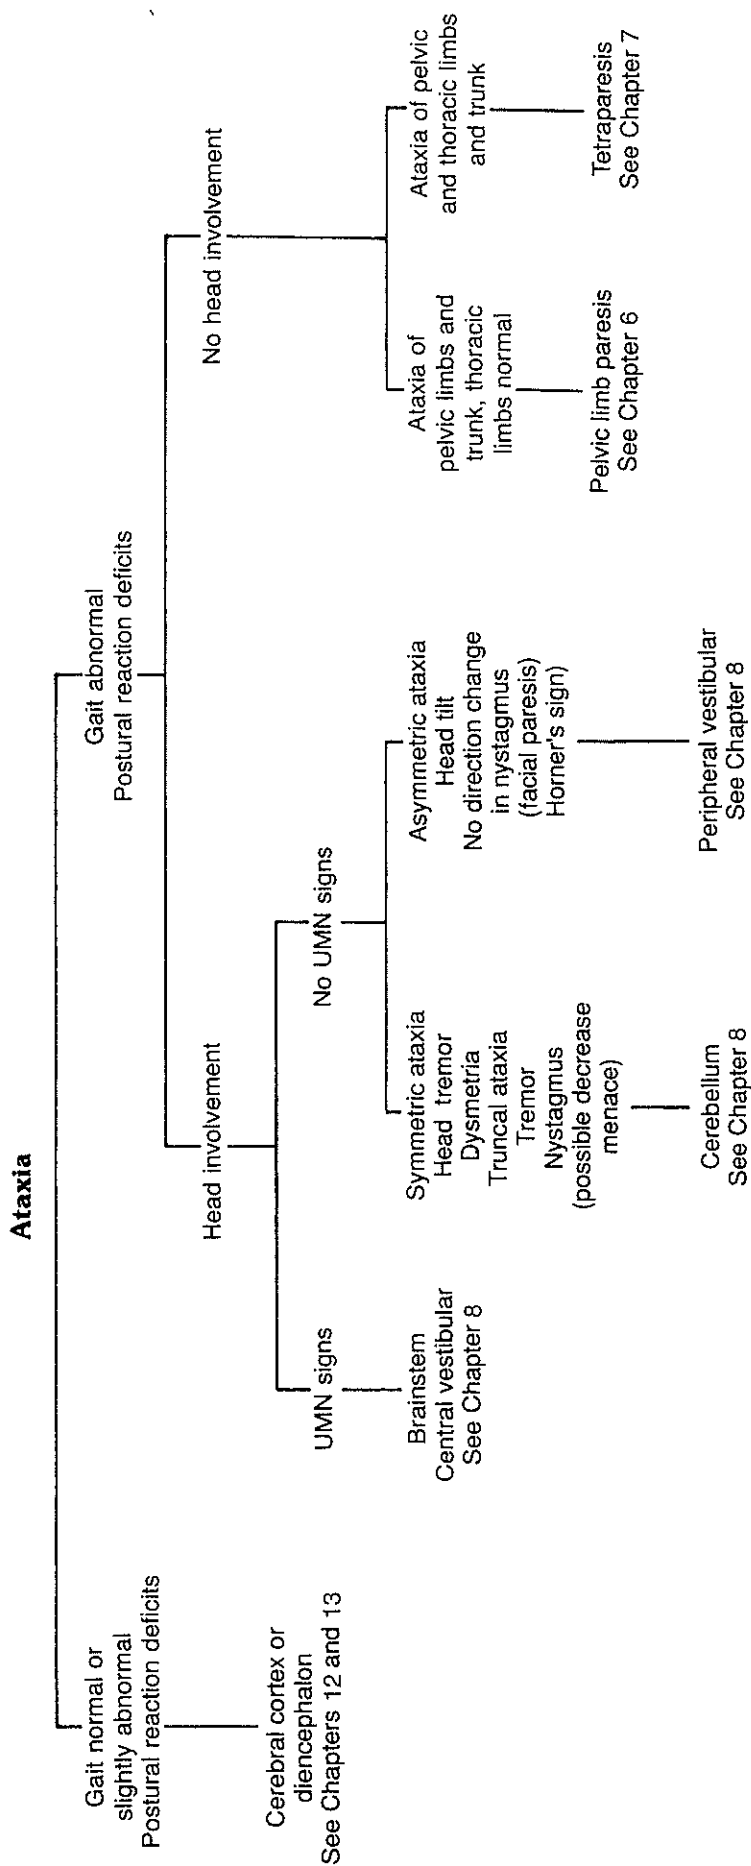 Ataxia
Gait normal or
slightly abnormal
Postural reaction deficits
Cerebral cortex or
diencephalon
See Chapters 12 and 13
Gait abnormal
Postural reaction deficits
Head involvement
UMN signs
Brainstem
Central vestibular
See Chapter 8
No UMN signs
Symmetric ataxia
Head tremor
Dysmetria
Truncal ataxia
Tremor
Nystagmus
(possible decrease
menace)
Cerebellum
See Chapter 8
Asymmetric ataxia
Head tilt
No direction change
in nystagmus
(facial paresis)
Horner's sign)
Peripheral vestibular
See Chapter 8
No head involvement
Ataxia of
pelvic limbs and
trunk, thoracic
limbs normal
Pelvic limb paresis
See Chapter 6
Ataxia of pelvic
and thoracic limbs
and trunk
Tetraparesis
See Chapter 7